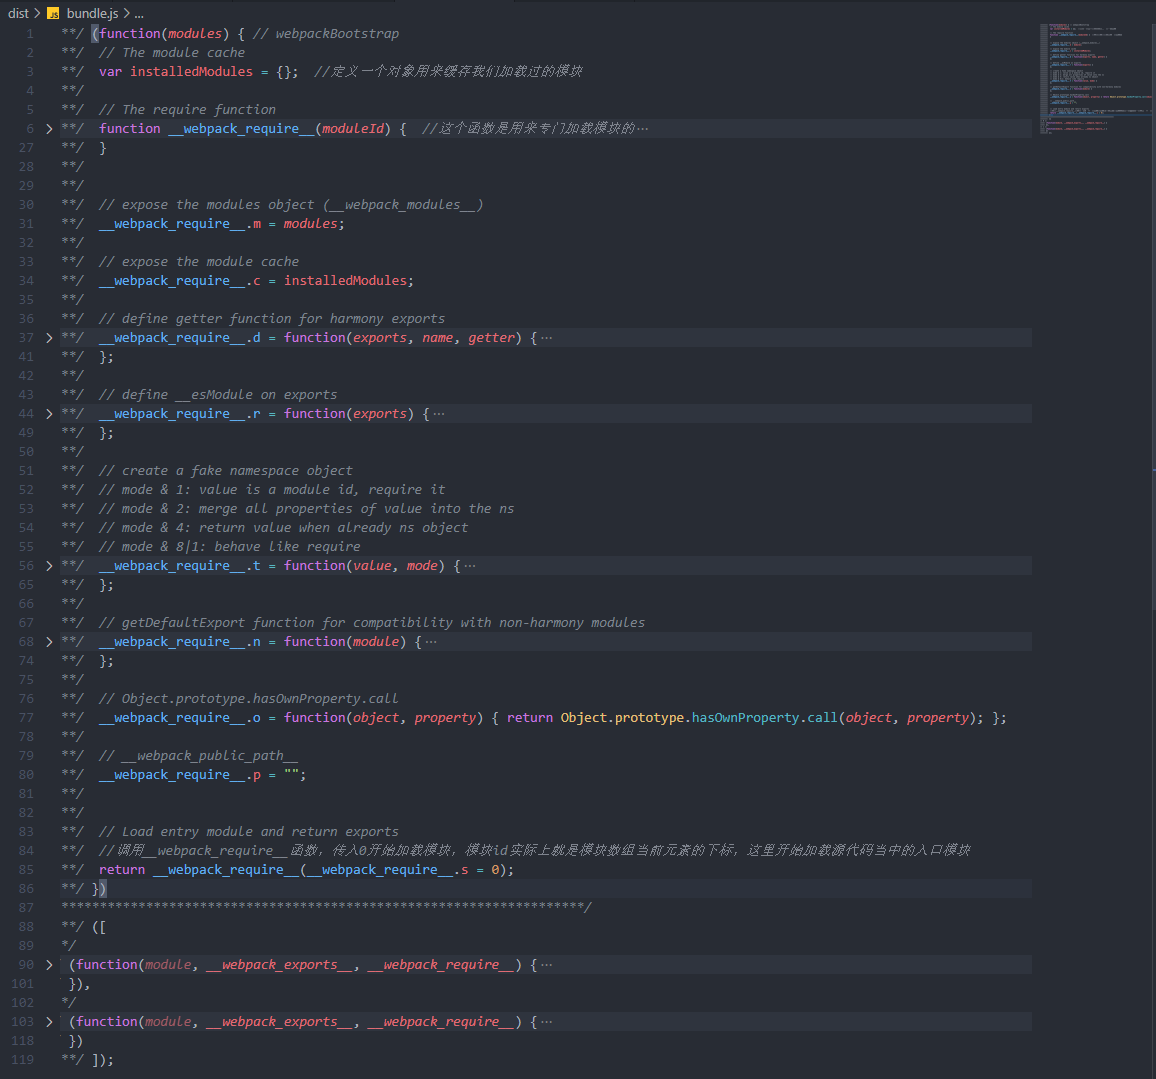 dist > JS bundle.js > ...
1 **/ (function(modules) { // webpackBootstrap
2 **/  // The module cache
3 **/  var installedModules = {};  //定义一个对象用来缓存我们加载过的模块
4 **/
5 **/  // The require function
6 > **/  function __webpack_require__(moduleId) {  //这个函数是用来专门加载模块的···
27 **/  }
28 **/
29 **/
30 **/  // expose the modules object (__webpack_modules__)
31 **/  __webpack_require__.m = modules;
32 **/
33 **/  // expose the module cache
34 **/  __webpack_require__.c = installedModules;
35 **/
36 **/  // define getter function for harmony exports
37 > **/  __webpack_require__.d = function(exports, name, getter) {···
41 **/  };
42 **/
43 **/  // define __esModule on exports
44 > **/  __webpack_require__.r = function(exports) {···
49 **/  };
50 **/
51 **/  // create a fake namespace object
52 **/  // mode & 1: value is a module id, require it
53 **/  // mode & 2: merge all properties of value into the ns
54 **/  // mode & 4: return value when already ns object
55 **/  // mode & 8|1: behave like require
56 > **/  __webpack_require__.t = function(value, mode) {···
65 **/  };
66 **/
67 **/  // getDefaultExport function for compatibility with non-harmony modules
68 > **/  __webpack_require__.n = function(module) {···
74 **/  };
75 **/
76 **/  // Object.prototype.hasOwnProperty.call
77 **/  __webpack_require__.o = function(object, property) { return Object.prototype.hasOwnProperty.call(object, property); };
78 **/
79 **/  // __webpack_public_path__
80 **/  __webpack_require__.p = "";
81 **/
82 **/
83 **/  // Load entry module and return exports
84 **/  //调用__webpack_require__函数，传入0开始加载模块，模块id实际上就是模块数组当前元素的下标，这里开始加载源代码当中的入口模块
85 **/  return __webpack_require__(__webpack_require__.s = 0);
86 **/ })
87 ********************************************************************/
88 **/ ([
89 */
90 > (function(module, __webpack_exports__, __webpack_require__) {···
101 }),
102 */
103 > (function(module, __webpack_exports__, __webpack_require__) {···
118 })
119 **/ ]);